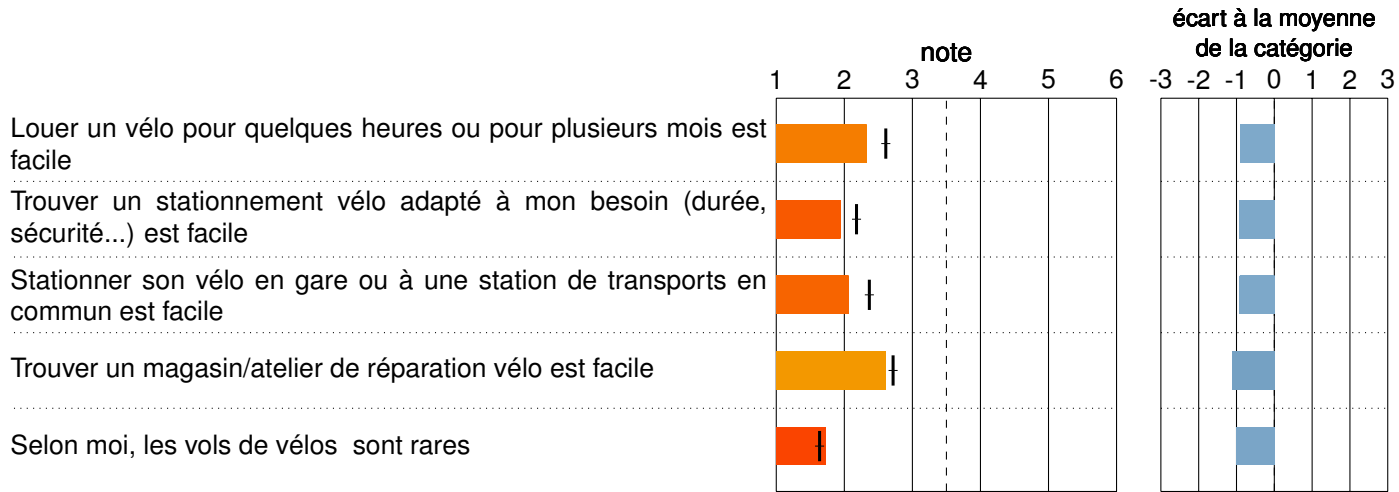 écart à la moyenne
note de la catégorie
1 2 3 4 5 6 -3 -2 -1 0 1 2 3
Louer un vélo pour quelques heures ou pour plusieurs mois est
facile
Trouver un stationnement vélo adapté à mon besoin (durée,
sécurité...) est facile
Stationner son vélo en gare ou à une station de transports en
commun est facile
Trouver un magasin/atelier de réparation vélo est facile
Selon moi, les vols de vélos sont rares